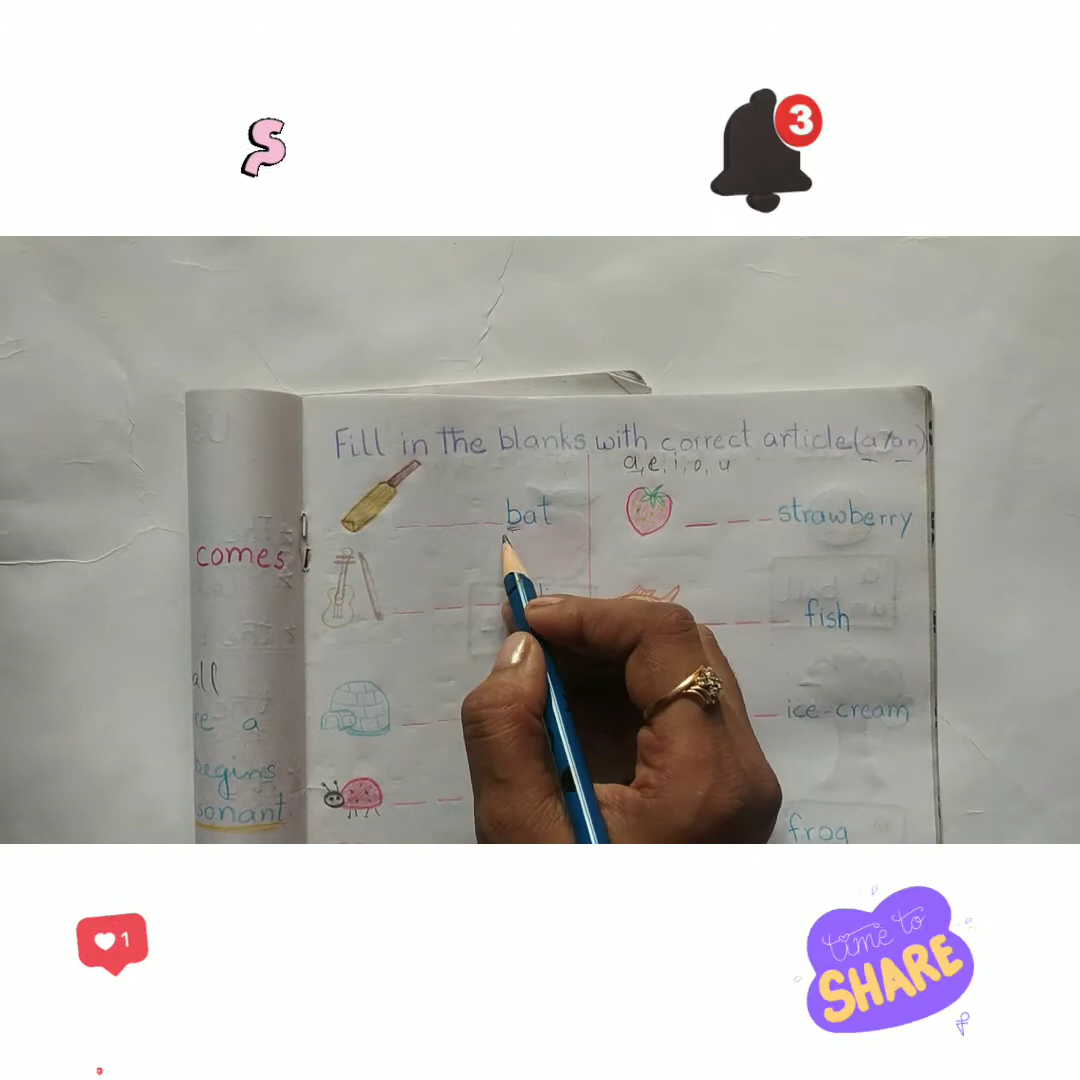 S
3
Fill in the blanks with correct article (a/an)
a, e, i, o, u
bat
strawberry
comes
fish
all
re a
ice-cream
begins
sonant.
frog
1
time to
SHARE